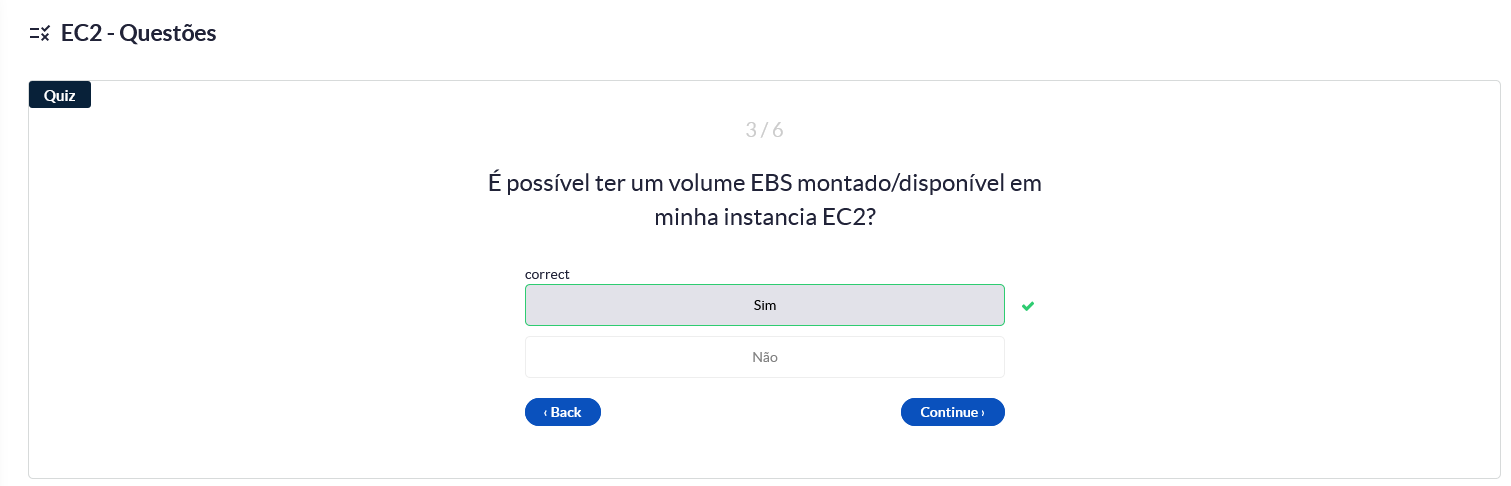 EC2 - Questões
Quiz
3 / 6
É possível ter um volume EBS montado/disponível em
minha instancia EC2?
correct
Sim
Não
‹ Back
Continue ›